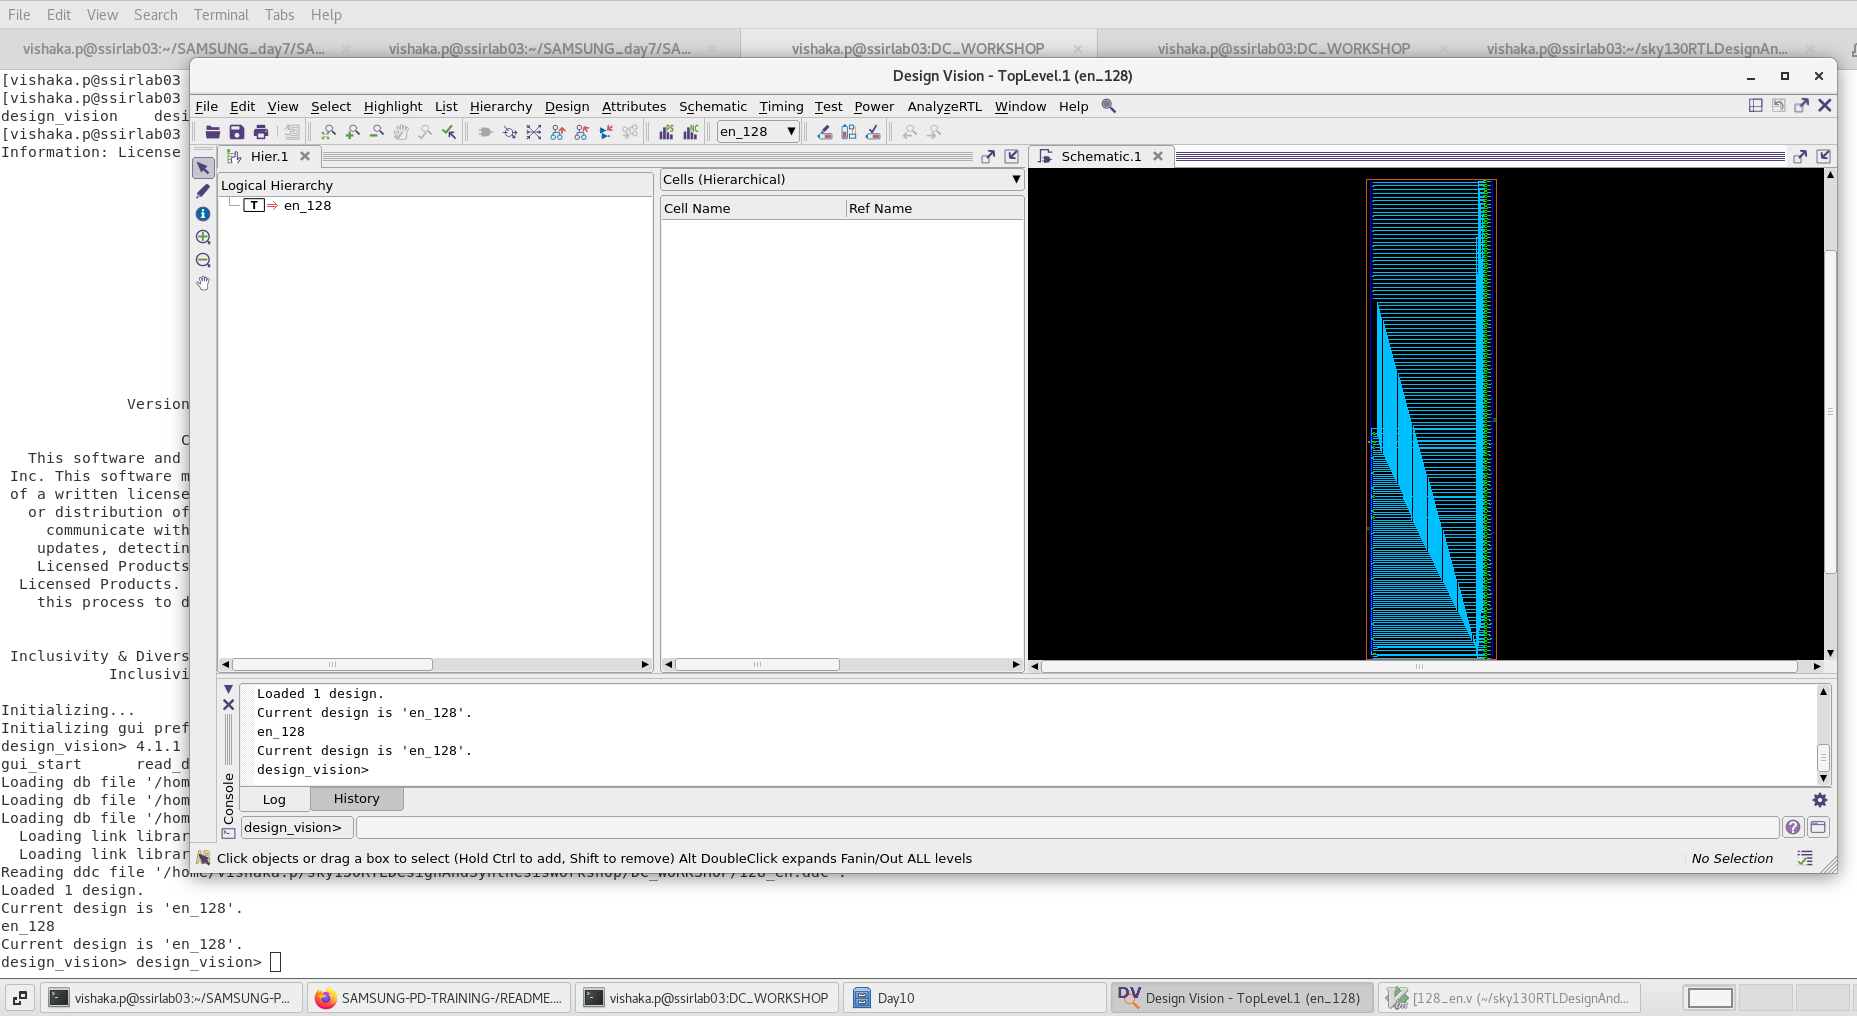 File Edit View Search Terminal Tabs Help
vishaka.p@ssirlab03:~/SAMSUNG_day7/SA... vishaka.p@ssirlab03:~/SAMSUNG_day7/SA... vishaka.p@ssirlab03:DC_WORKSHOP vishaka.p@ssirlab03:DC_WORKSHOP vishaka.p@ssirlab03:~/sky130RTLDesignAn...
[vishaka.p@ssirlab03
[vishaka.p@ssirlab03
design_vision desi
[vishaka.p@ssirlab03
Information: License
Version
C
This software and
Inc. This software m
of a written license
or distribution of
communicate with
updates, detectin
Licensed Products
Licensed Products.
this process to d
Inclusivity & Divers
Inclusivi
Initializing...
Initializing gui pref
design_vision> 4.1.1
gui_start read_d
Loading db file '/hom
Loading db file '/hom
Loading db file '/hom
Loading link librar
Loading link librar
Reading ddc file '/home/vishaka.p/sky130RTLDesignAndSynthesisWorkshop/DC_WORKSHOP/128_en.ddc'.
Loaded 1 design.
Current design is 'en_128'.
en_128
Current design is 'en_128'.
design_vision> design_vision>
Design Vision - TopLevel.1 (en_128)
File Edit View Select Highlight List Hierarchy Design Attributes Schematic Timing Test Power AnalyzeRTL Window Help
en_128
Hier.1
Schematic.1
Logical Hierarchy
T en_128
Cells (Hierarchical)
Cell Name Ref Name
Loaded 1 design.
Current design is 'en_128'.
en_128
Current design is 'en_128'.
design_vision>
Console
Log History
design_vision>
Click objects or drag a box to select (Hold Ctrl to add, Shift to remove) Alt DoubleClick expands Fanin/Out ALL levels
No Selection
vishaka.p@ssirlab03:~/SAMSUNG-P... SAMSUNG-PD-TRAINING-/README.... vishaka.p@ssirlab03:DC_WORKSHOP Day10 DV Design Vision - TopLevel.1 (en_128) [128_en.v (~/sky130RTLDesignAnd...